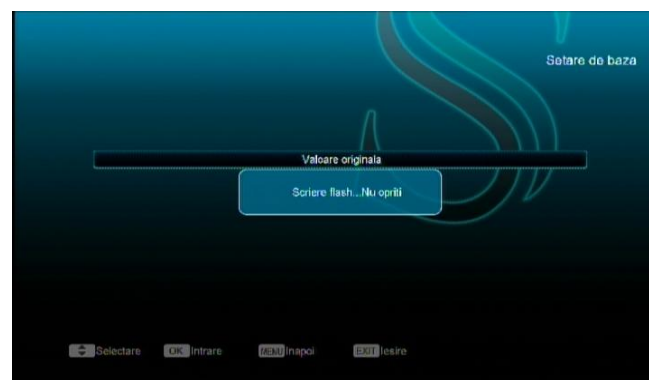 Setare de baza
Valoare originala
Scriere flash...Nu opriti
Selectare OK Intrare MENU Inapoi EXIT Iesire